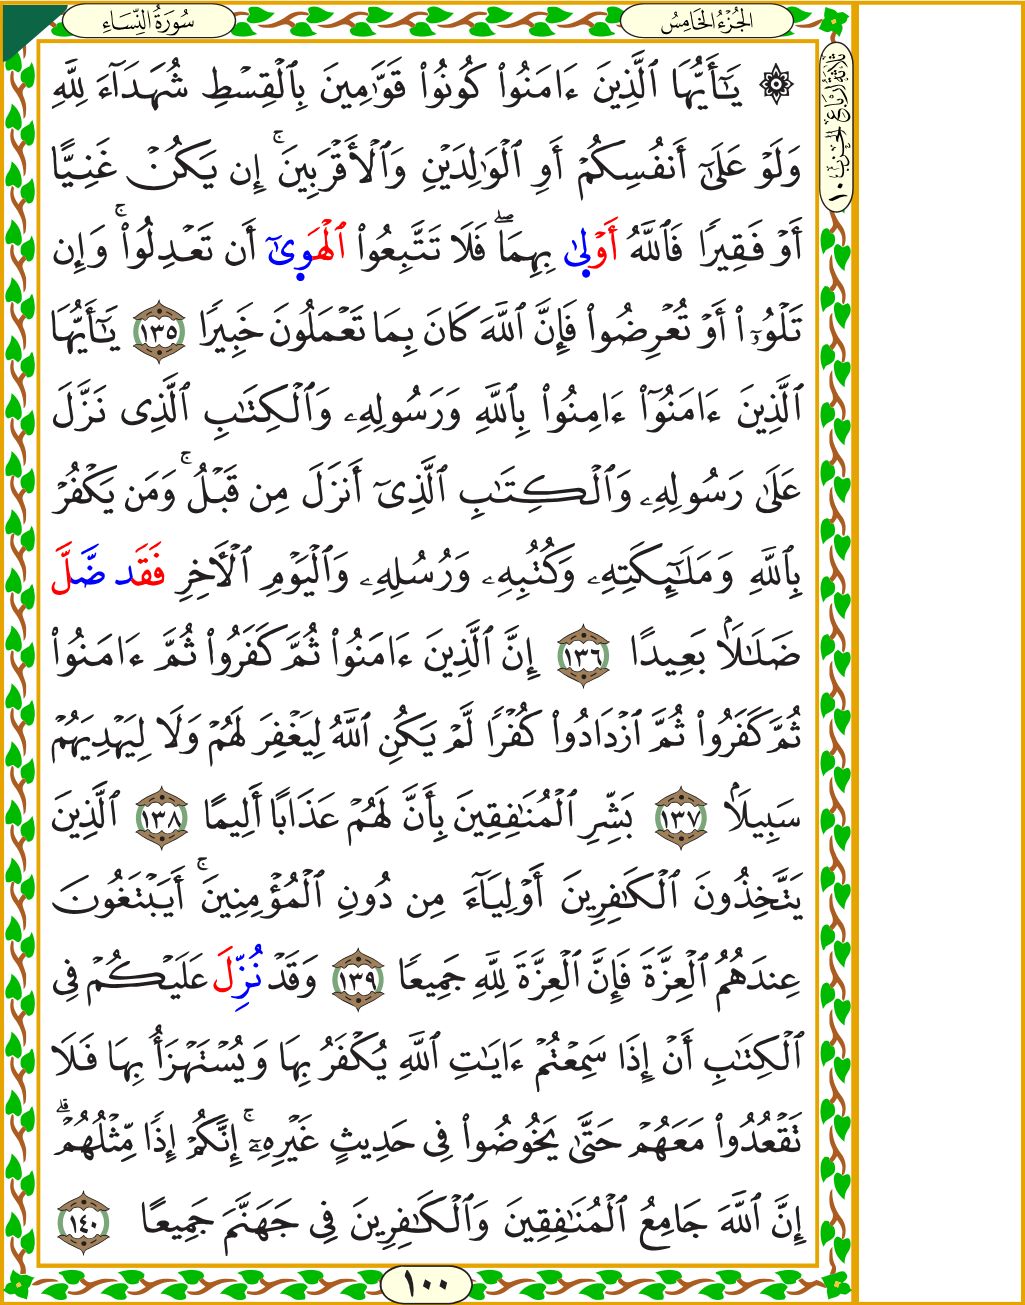 سُورَةُ النِّسَاءِ
الجُزْءُ الخَامِسُ
ثَلَاثَةُ أَرْبَاعِ الحِزْبِ ١٠
۞ يَٰٓأَيُّهَا ٱلَّذِينَ ءَامَنُواْ كُونُواْ قَوَّٰمِينَ بِٱلْقِسْطِ شُهَدَآءَ لِلَّهِ
وَلَوْ عَلَىٰٓ أَنفُسِكُمْ أَوِ ٱلْوَٰلِدَيْنِ وَٱلْأَقْرَبِينَۚ إِن يَكُنْ غَنِيًّا
أَوْ فَقِيرًا فَٱللَّهُ أَوْلىٰ بِهِمَاۖ فَلَا تَتَّبِعُواْ ٱلْهَوىٰٓ أَن تَعْدِلُواْۚ وَإِن
تَلْوُۥٓاْ أَوْ تُعْرِضُواْ فَإِنَّ ٱللَّهَ كَانَ بِمَا تَعْمَلُونَ خَبِيرًا ١٣٥ يَٰٓأَيُّهَا
ٱلَّذِينَ ءَامَنُوٓاْ ءَامِنُواْ بِٱللَّهِ وَرَسُولِهِۦ وَٱلْكِتَٰبِ ٱلَّذِى نَزَّلَ
عَلَىٰ رَسُولِهِۦ وَٱلْكِتَٰبِ ٱلَّذِىٓ أَنزَلَ مِن قَبْلُۚ وَمَن يَكْفُرْ
بِٱللَّهِ وَمَلَٰٓئِكَتِهِۦ وَكُتُبِهِۦ وَرُسُلِهِۦ وَٱلْيَوْمِ ٱلْأَخِرِ فَقَد ضَّلَّ
ضَلَٰلَۢا بَعِيدًا ١٣٦ إِنَّ ٱلَّذِينَ ءَامَنُواْ ثُمَّ كَفَرُواْ ثُمَّ ءَامَنُواْ
ثُمَّ كَفَرُواْ ثُمَّ ٱزْدَادُواْ كُفْرًا لَّمْ يَكُنِ ٱللَّهُ لِيَغْفِرَ لَهُمْ وَلَا لِيَهْدِيَهُمْ
سَبِيلَۢا ١٣٧ بَشِّرِ ٱلْمُنَٰفِقِينَ بِأَنَّ لَهُمْ عَذَابًا أَلِيمًا ١٣٨ ٱلَّذِينَ
يَتَّخِذُونَ ٱلْكَٰفِرِينَ أَوْلِيَآءَ مِن دُونِ ٱلْمُؤْمِنِينَۚ أَيَبْتَغُونَ
عِندَهُمُ ٱلْعِزَّةَ فَإِنَّ ٱلْعِزَّةَ لِلَّهِ جَمِيعًا ١٣٩ وَقَدْ نُزِّلَ عَلَيْكُمْ فِى
ٱلْكِتَٰبِ أَنْ إِذَا سَمِعْتُمْ ءَايَٰتِ ٱللَّهِ يُكْفَرُ بِهَا وَيُسْتَهْزَأُ بِهَا فَلَا
تَقْعُدُواْ مَعَهُمْ حَتَّىٰ يَخُوضُواْ فِى حَدِيثٍ غَيْرِهِۦٓۚ إِنَّكُمْ إِذًا مِّثْلُهُمْۗ
إِنَّ ٱللَّهَ جَامِعُ ٱلْمُنَٰفِقِينَ وَٱلْكَٰفِرِينَ فِى جَهَنَّمَ جَمِيعًا ١٤٠
١٠٠